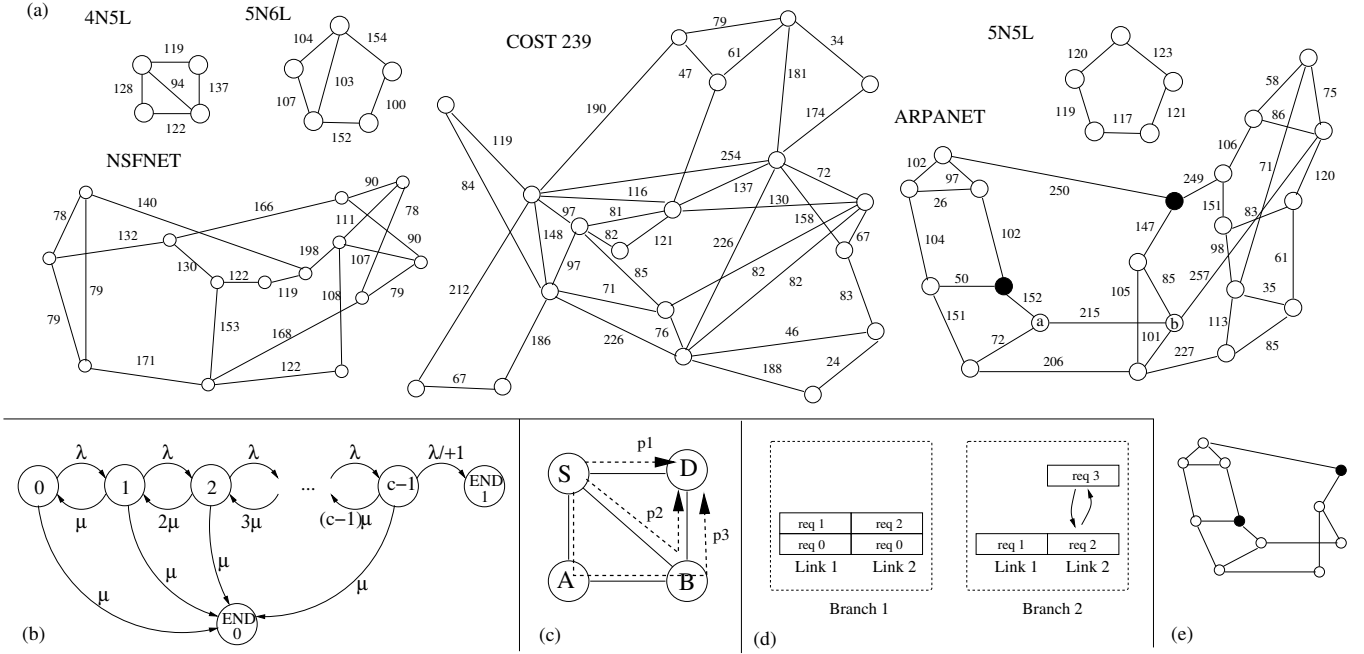 (a)
4N5L
119
128
94
137
122
5N6L
104
154
103
107
100
152
COST 239
79
34
61
47
181
190
174
119
84
254
72
116
137
130
97
81
158
148
82
121
226
67
97
85
82
71
82
83
212
76
226
46
186
24
188
67
5N5L
120
123
119
117
121
ARPANET
58
75
86
106
102
97
250
249
71
120
26
151
83
147
104
102
98
257
61
50
85
105
152
215
35
a
b
151
113
72
101
85
206
227
NSFNET
90
140
166
78
111
78
132
198
90
130
107
122
119
79
108
79
79
153
168
171
122
λ
λ
λ
λ
λ/+1
0
1
2
...
c−1
END
1
μ
2μ
3μ
(c−1)μ
μ
μ
μ
μ
END
0
(b)
p1
S
D
p2
p3
A
B
(c)
req 3
req 1
req 2
req 0
req 0
req 1
req 2
Link 1
Link 2
Link 1
Link 2
Branch 1
Branch 2
(d)
(e)